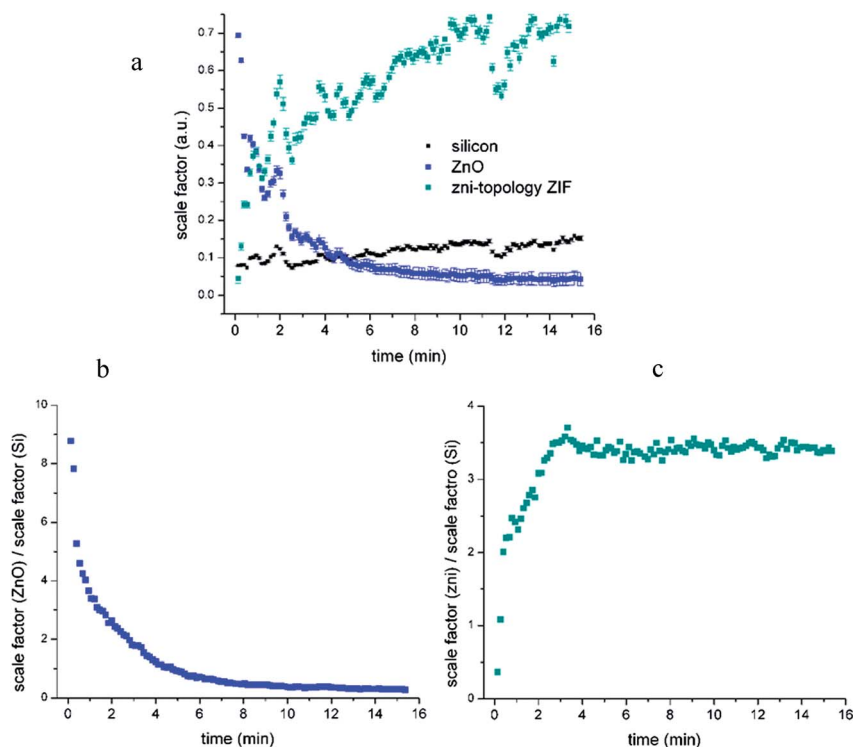 a
scale factor (a.u.)
0.7
0.6
0.5
0.4
0.3
0.2
0.1
0.0
silicon
ZnO
zni-topology ZIF
0 2 4 6 8 10 12 14 16
time (min)
b
scale factor (ZnO) / scale factor (Si)
10
8
6
4
2
0
0 2 4 6 8 10 12 14 16
time (min)
c
scale factor (zni) / scale factro (Si)
4
3
2
1
0
0 2 4 6 8 10 12 14 16
time (min)